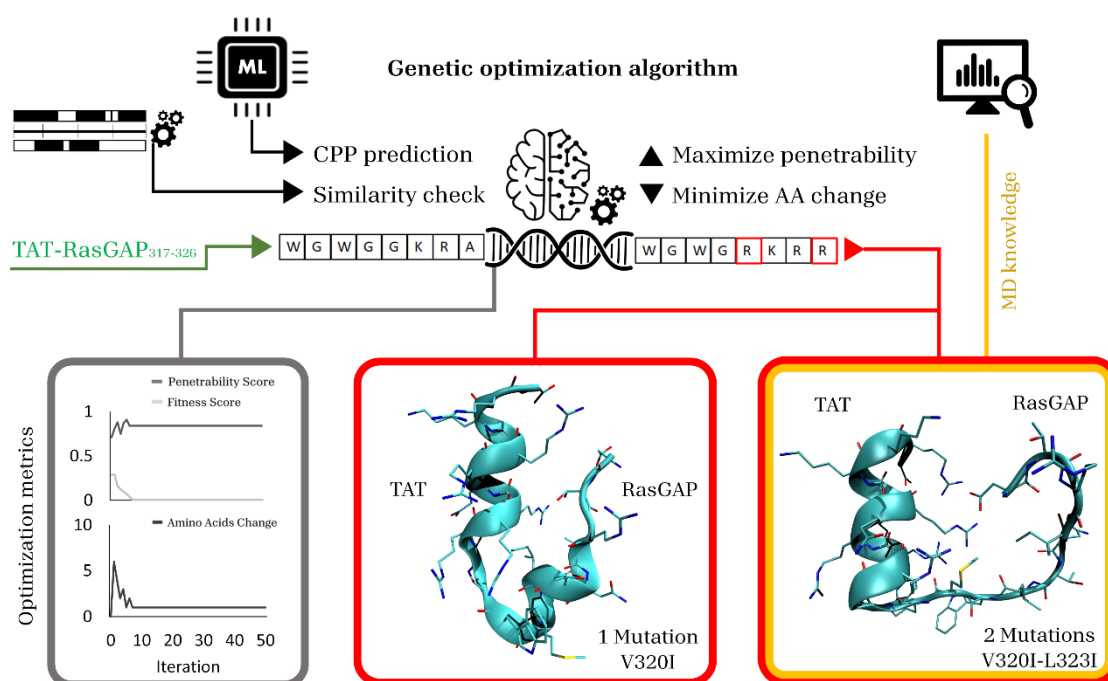 ML
Genetic optimization algorithm
CPP prediction
Similarity check
Maximize penetrability
Minimize AA change
MD knowledge
TAT-RasGAP317-326
W G W G G K R A
W G W G R K R R
Optimization metrics
Penetrability Score
Fitness Score
1
0.5
0
Amino Acids Change
10
5
0
0 10 20 30 40 50
Iteration
TAT
RasGAP
1 Mutation
V320I
TAT
RasGAP
2 Mutations
V320I-L323I